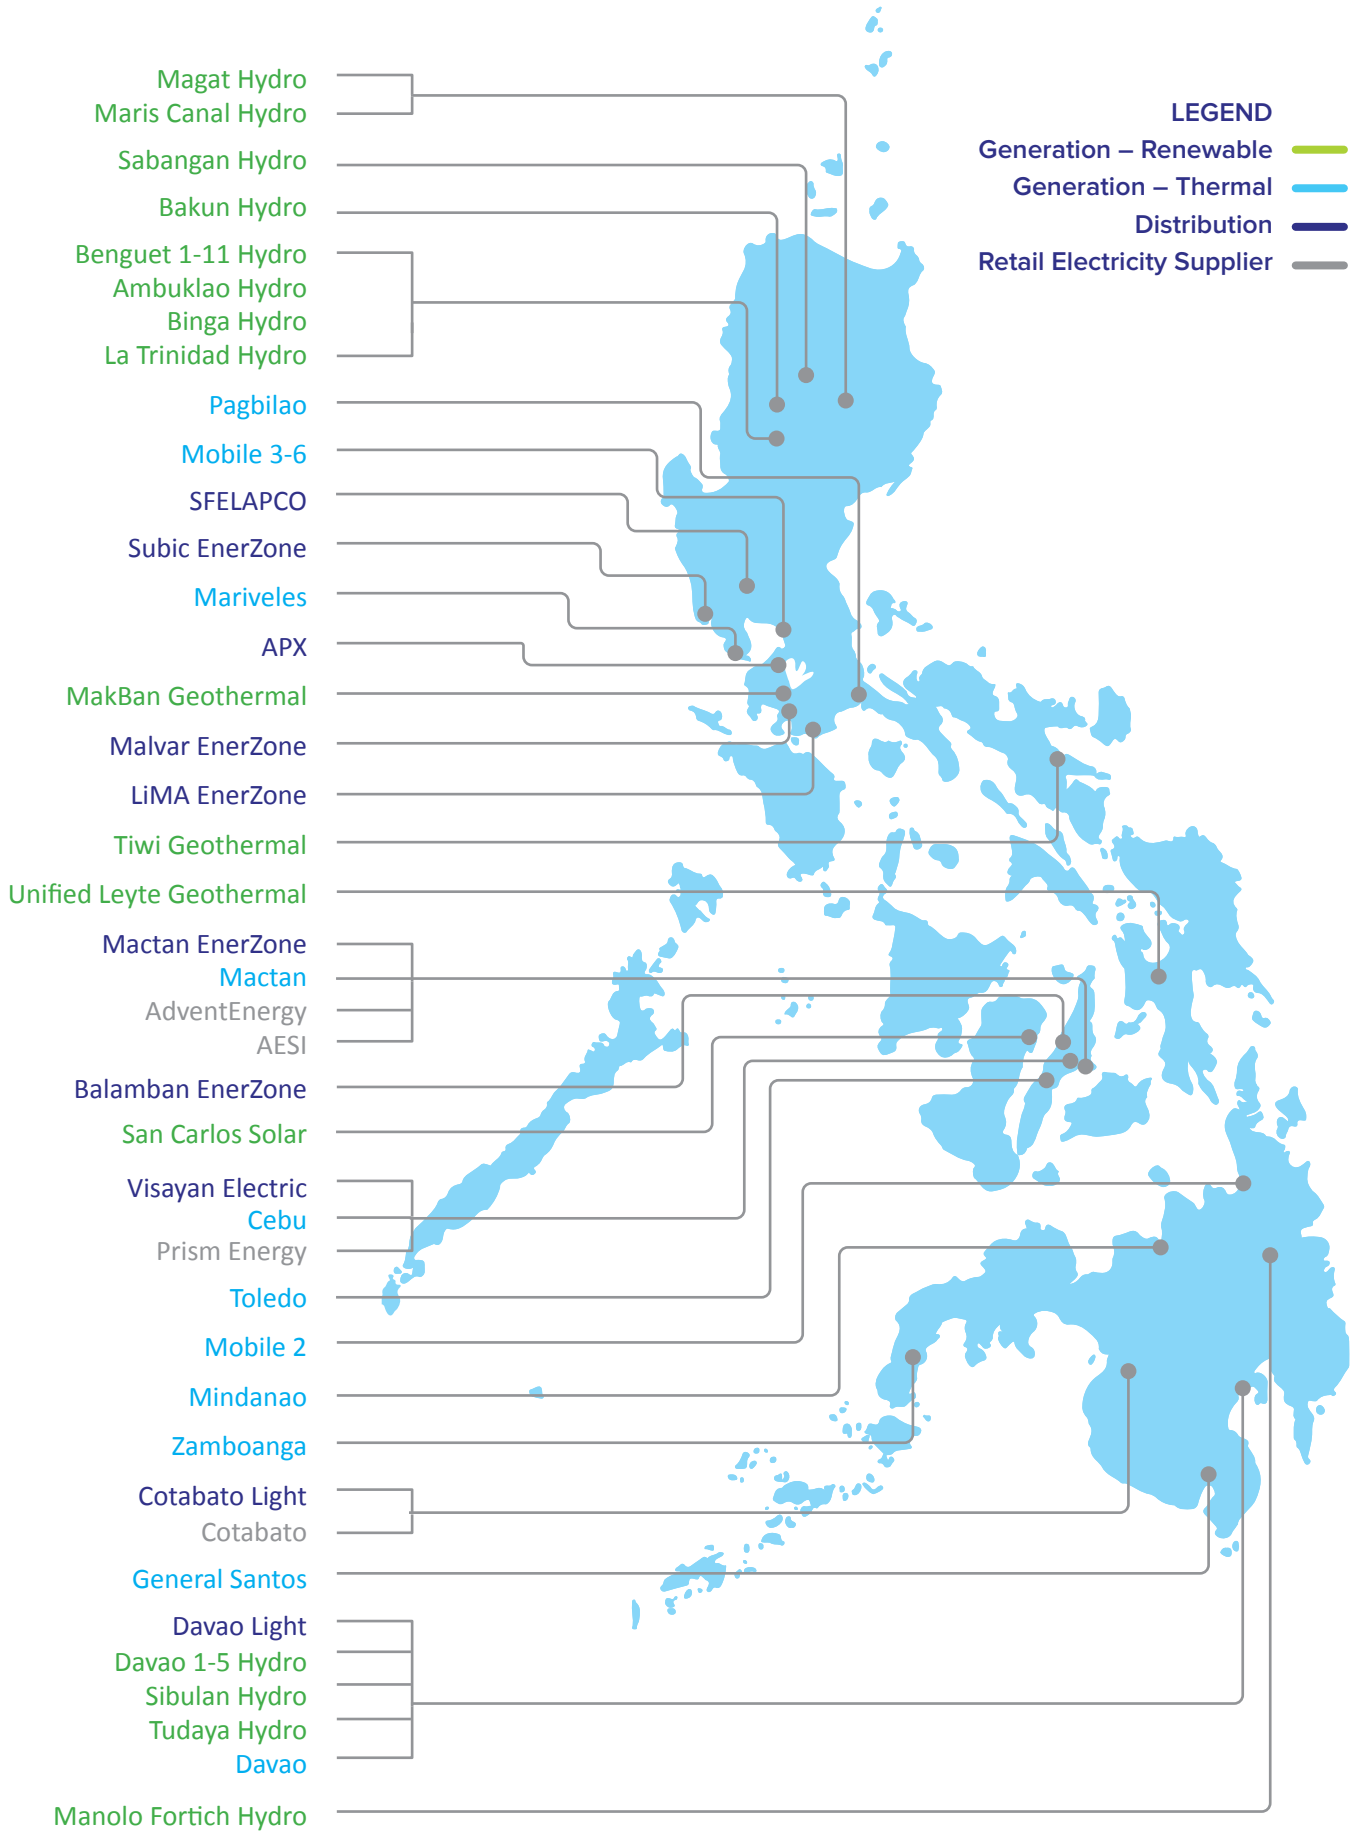 Magat Hydro
Maris Canal Hydro
Sabangan Hydro
Bakun Hydro
Benguet 1-11 Hydro
Ambuklao Hydro
Binga Hydro
La Trinidad Hydro
Pagbilao
Mobile 3-6
SFELAPCO
Subic EnerZone
Mariveles
APX
MakBan Geothermal
Malvar EnerZone
LiMA EnerZone
Tiwi Geothermal
Unified Leyte Geothermal
Mactan EnerZone
Mactan
AdventEnergy
AESI
Balamban EnerZone
San Carlos Solar
Visayan Electric
Cebu
Prism Energy
Toledo
Mobile 2
Mindanao
Zamboanga
Cotabato Light
Cotabato
General Santos
Davao Light
Davao 1-5 Hydro
Sibulan Hydro
Tudaya Hydro
Davao
Manolo Fortich Hydro
LEGEND
Generation – Renewable
Generation – Thermal
Distribution
Retail Electricity Supplier